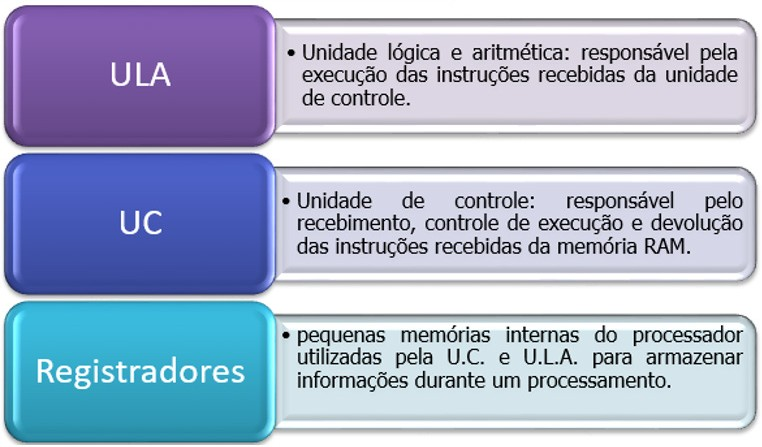 ULA
• Unidade lógica e aritmética: responsável pela
execução das instruções recebidas da unidade
de controle.
UC
• Unidade de controle: responsável pelo
recebimento, controle de execução e devolução
das instruções recebidas da memória RAM.
Registradores
• pequenas memórias internas do processador
utilizadas pela U.C. e U.L.A. para armazenar
informações durante um processamento.